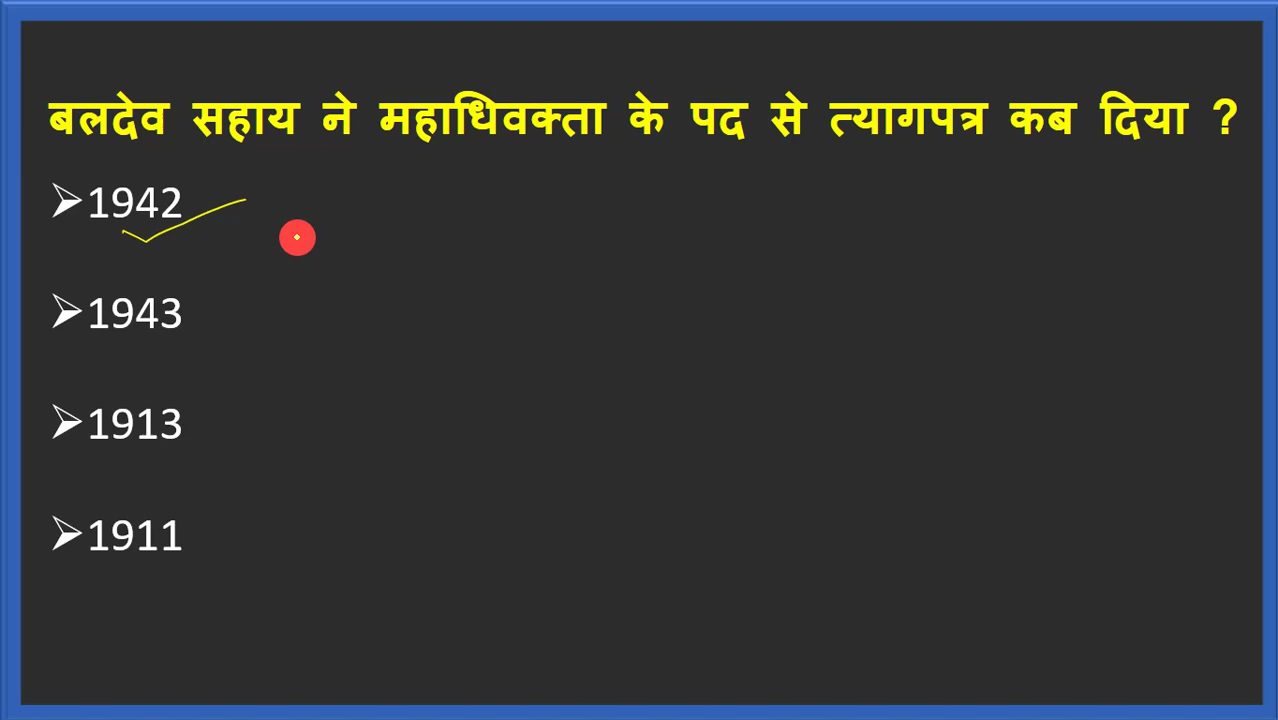 बलदेव सहाय ने महाधिवक्ता के पद से त्यागपत्र कब दिया ?
1942
1943
1913
1911